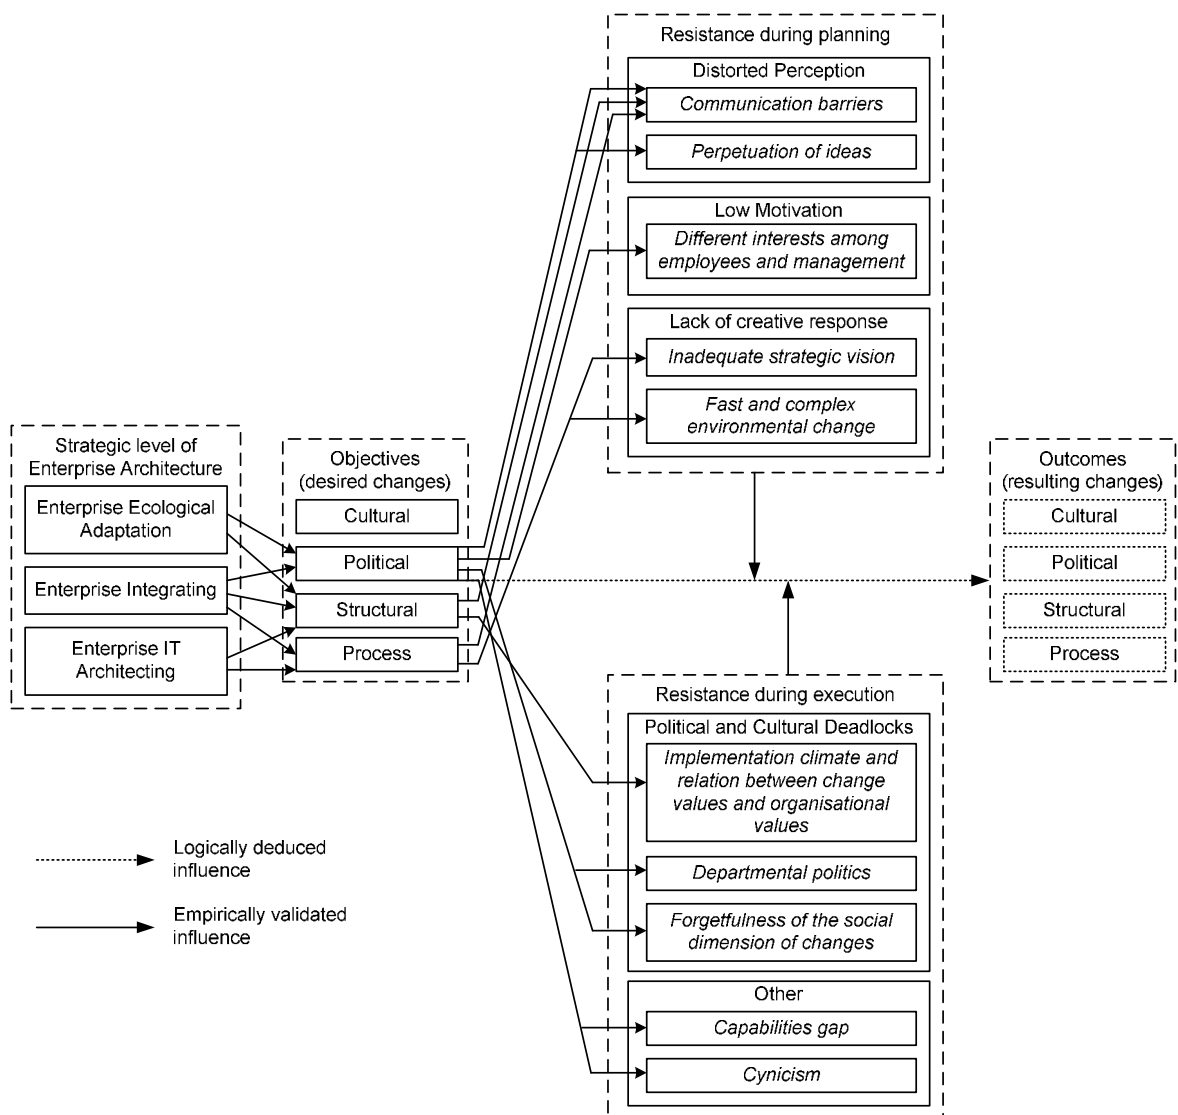 Strategic level of
Enterprise Architecture
Enterprise Ecological
Adaptation
Enterprise Integrating
Enterprise IT
Architecting
Objectives
(desired changes)
Cultural
Political
Structural
Process
Resistance during planning
Distorted Perception
Communication barriers
Perpetuation of ideas
Low Motivation
Different interests among
employees and management
Lack of creative response
Inadequate strategic vision
Fast and complex
environmental change
Resistance during execution
Political and Cultural Deadlocks
Implementation climate and
relation between change
values and organisational
values
Departmental politics
Forgetfulness of the social
dimension of changes
Other
Capabilities gap
Cynicism
Outcomes
(resulting changes)
Cultural
Political
Structural
Process
Logically deduced
influence
Empirically validated
influence